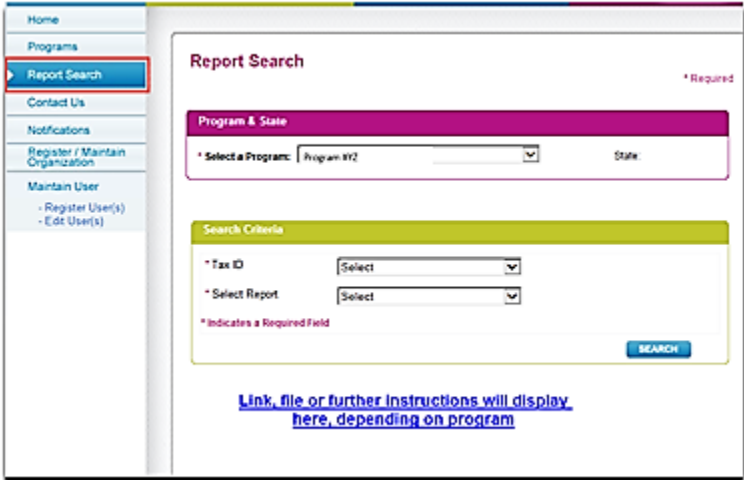 Home
Programs
Report Search
Contact Us
Notifications
Register / Maintain
Organization
Maintain User
- Register User(s)
- Edit User(s)
Report Search
* Required
Program & State
* Select a Program: Program XYZ State:
Search Criteria
* Tax ID Select
* Select Report Select
* Indicates a Required Field
SEARCH
Link, file or further instructions will display
here, depending on program